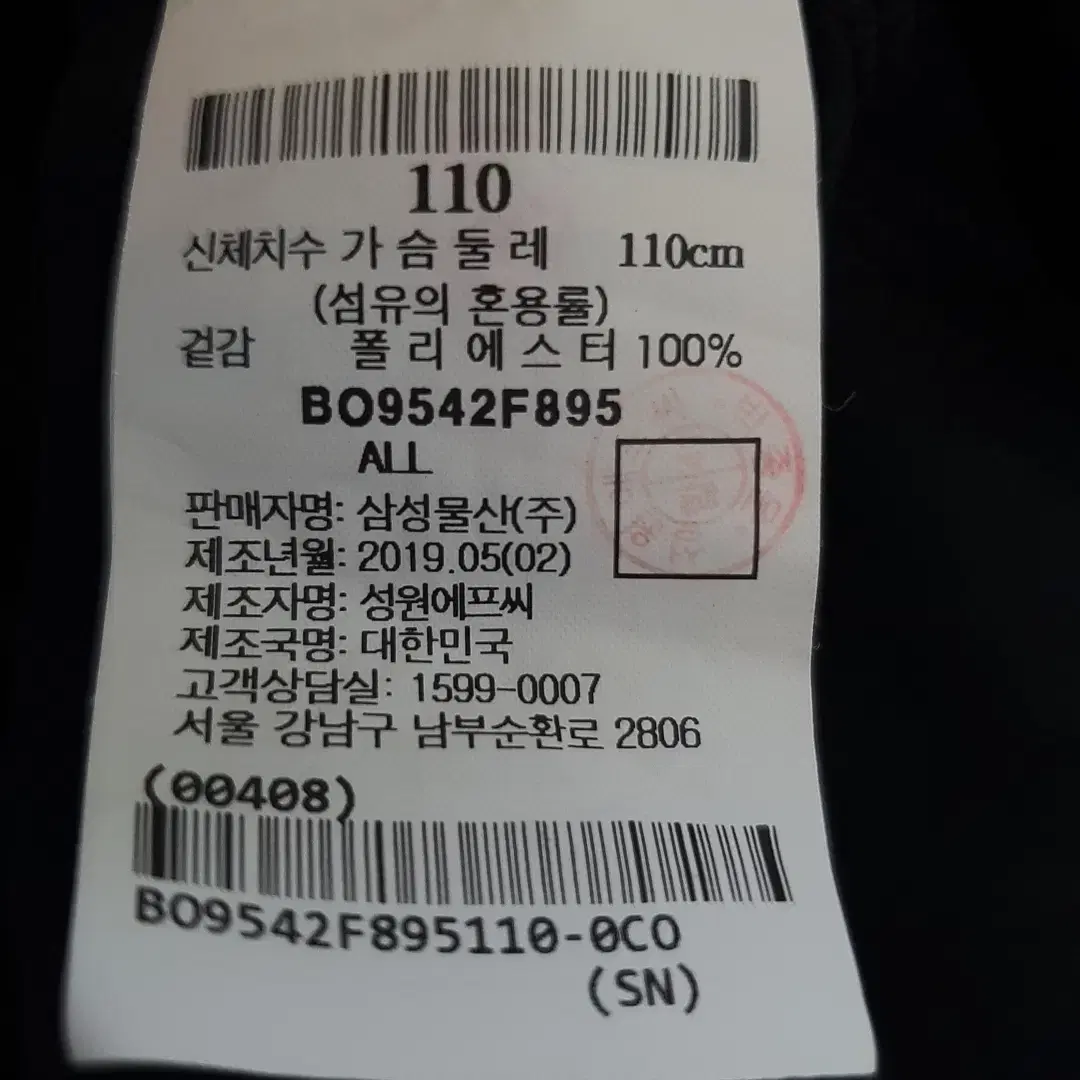 110
신체치수 가슴둘레 110cm
(섬유의 혼용률)
겉감 폴리에스터 100%
BO9542F895
ALL
판매자명: 삼성물산(주)
제조년월: 2019.05(02)
제조자명: 성원에프씨
제조국명: 대한민국
고객상담실: 1599-0007
서울 강남구 남부순환로 2806
(00408)
BO9542F895110-0CO
(SN)